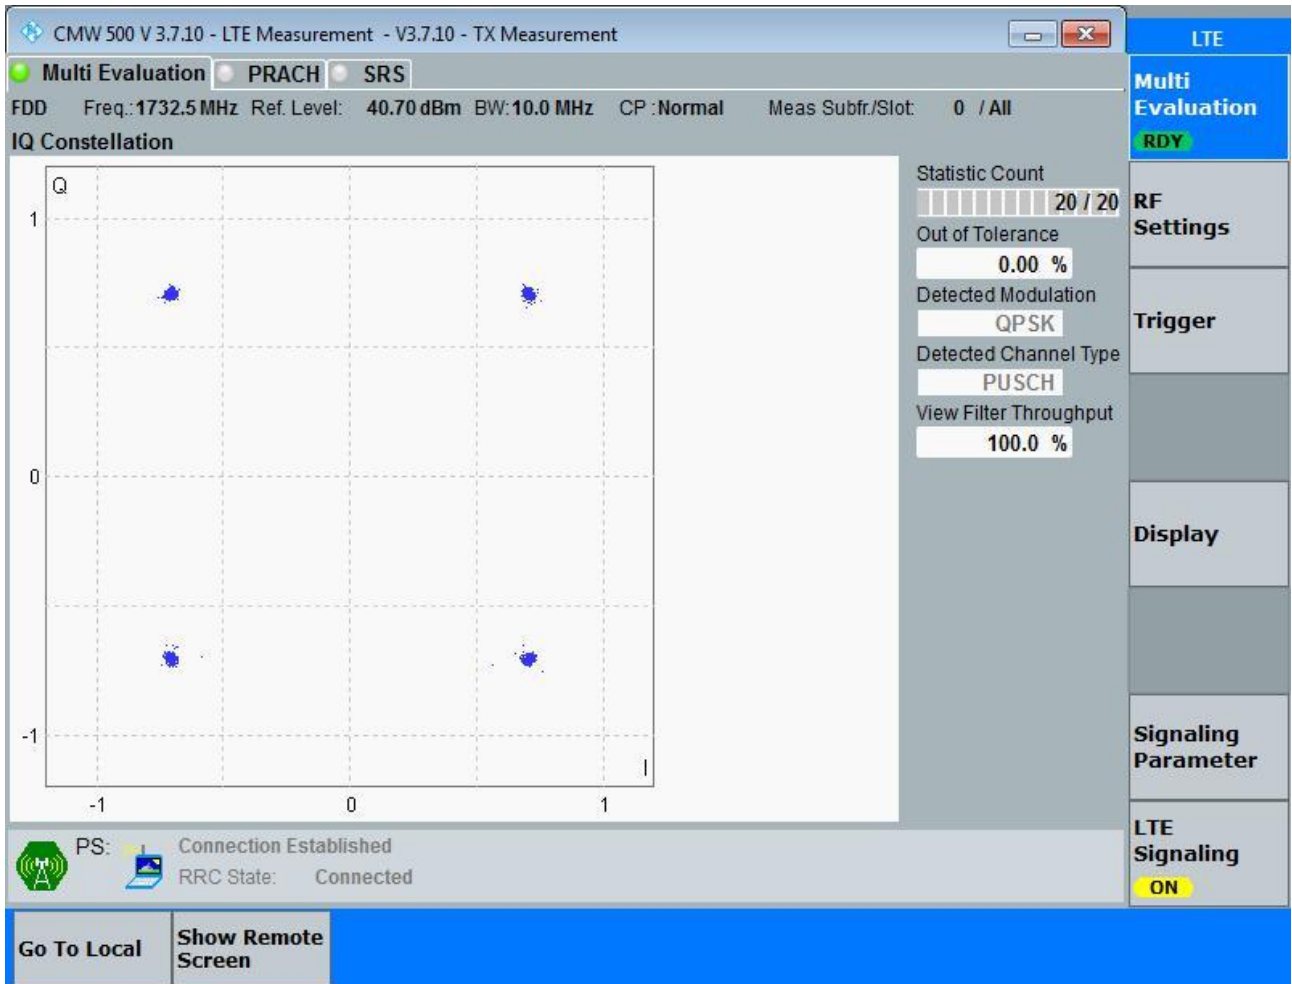 CMW 500 V 3.7.10 - LTE Measurement - V3.7.10 - TX Measurement
LTE
Multi Evaluation PRACH SRS
Multi
Evaluation
RDY
FDD Freq.:1732.5 MHz Ref. Level: 40.70 dBm BW:10.0 MHz CP :Normal Meas Subfr./Slot: 0 / All
IQ Constellation
Q
1
0
-1
I
-1 0 1
Statistic Count
20 / 20
Out of Tolerance
0.00 %
Detected Modulation
QPSK
Detected Channel Type
PUSCH
View Filter Throughput
100.0 %
RF
Settings
Trigger
Display
Signaling
Parameter
LTE
Signaling
ON
PS: Connection Established
RRC State: Connected
Go To Local
Show Remote
Screen